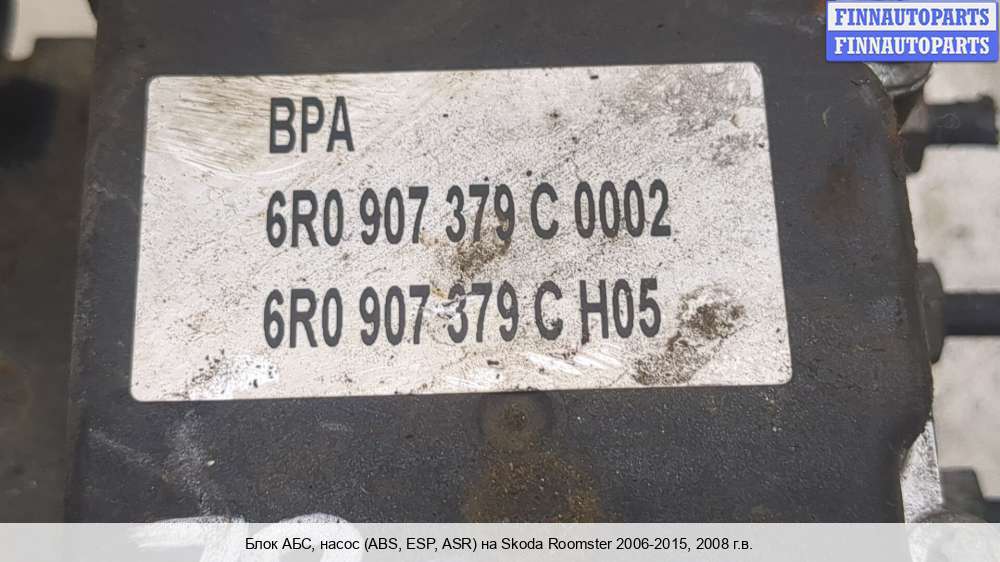 FINNAUTOPARTS
FINNAUTOPARTS
BPA
6R0 907 379 C 0002
6R0 907 379 C H05
Блок АБС, насос (ABS, ESP, ASR) на Skoda Roomster 2006-2015, 2008 г.в.